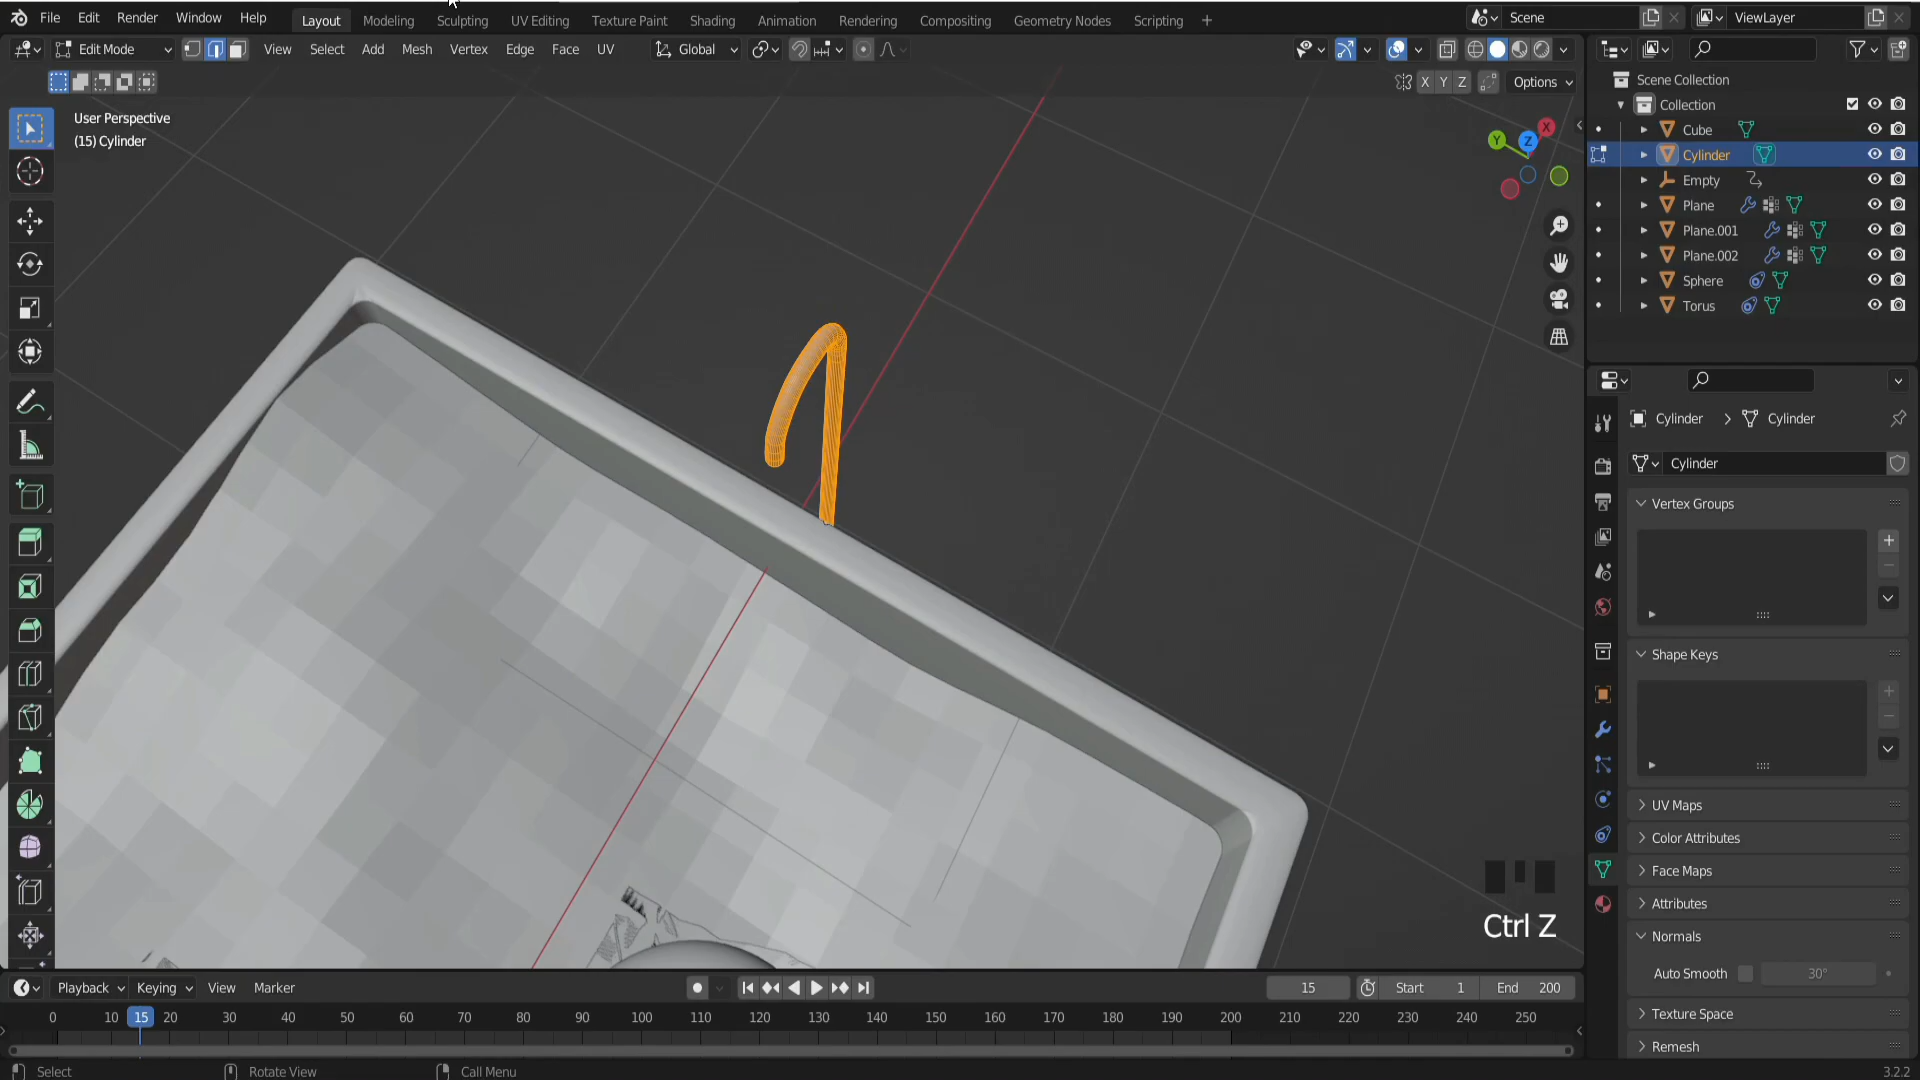 File Edit Render Window Help Layout Modeling Sculpting UV Editing Texture Paint Shading Animation Rendering Compositing Geometry Nodes Scripting + Scene ViewLayer
Edit Mode View Select Add Mesh Vertex Edge Face UV Global
X Y Z Options
User Perspective
(15) Cylinder
X
Y
Z
Scene Collection
Collection
Cube
Cylinder
Empty
Plane
Plane.001
Plane.002
Sphere
Torus
Cylinder > Cylinder
Cylinder
Vertex Groups
Shape Keys
UV Maps
Color Attributes
Face Maps
Attributes
Normals
Auto Smooth 30°
Texture Space
Remesh
Ctrl Z
Playback Keying View Marker 15 Start 1 End 200
0 10 15 20 30 40 50 60 70 80 90 100 110 120 130 140 150 160 170 180 190 200 210 220 230 240 250
Select Rotate View Call Menu 3.2.2